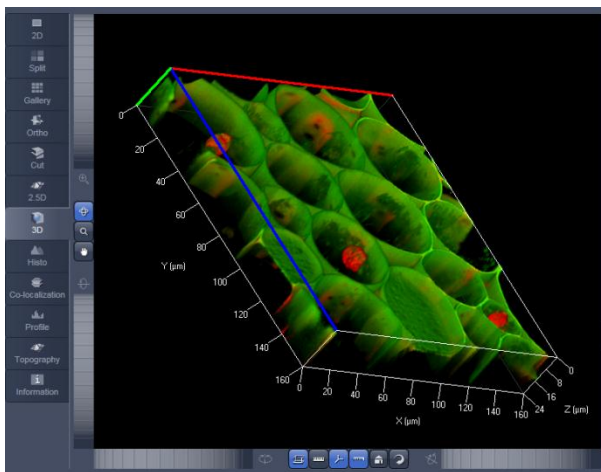 2D
Split
Gallery
Ortho
Cut
2.5D
3D
Histo
Co-localization
Profile
Topography
Information
0
20
40
60
80
100
120
140
160
Y (µm)
0
20
40
60
80
100
120
140
160
X (µm)
0
8
16
24
Z (µm)